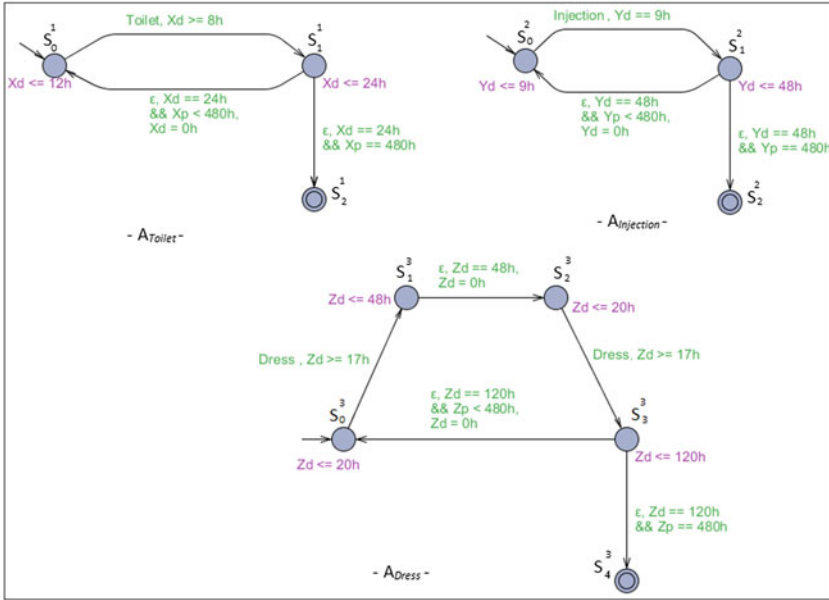 Toilet, Xd >= 8h
S 1 0
S 1 1
Xd <= 12h
Xd <= 24h
ε, Xd == 24h
&& Xp < 480h,
Xd = 0h
ε, Xd == 24h
&& Xp == 480h
S 1 2
- A Toilet -
Injection , Yd == 9h
S 2 0
S 2 1
Yd <= 9h
Yd <= 48h
ε, Yd == 48h
&& Yp < 480h,
Yd = 0h
ε, Yd == 48h
&& Yp == 480h
S 2 2
- A Injection -
S 3 1
ε, Zd == 48h,
Zd = 0h
S 3 2
Zd <= 48h
Zd <= 20h
Dress , Zd >= 17h
Dress, Zd >= 17h
ε, Zd == 120h
&& Zp < 480h,
Zd = 0h
S 3 0
S 3 3
Zd <= 20h
Zd <= 120h
ε, Zd == 120h
&& Zp == 480h
S 3 4
- A Dress -